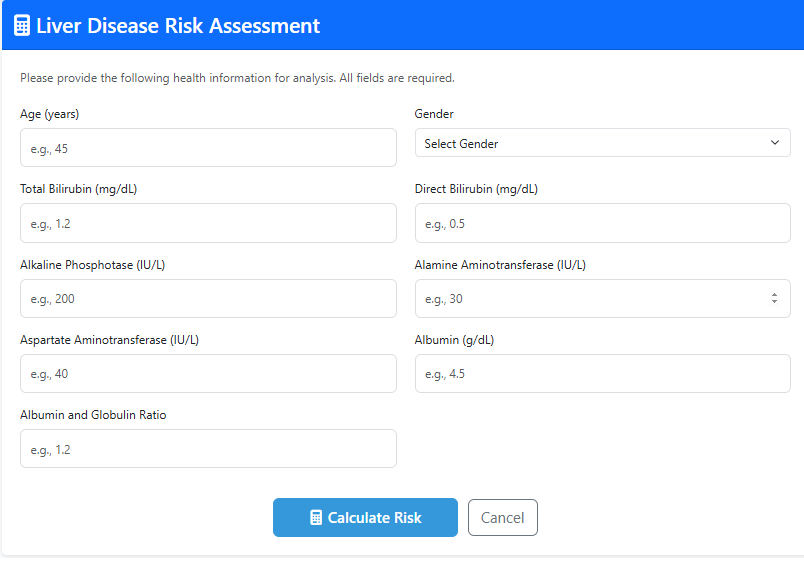 Liver Disease Risk Assessment
Please provide the following health information for analysis. All fields are required.
Age (years)
Gender
e.g., 45
Select Gender
Total Bilirubin (mg/dL)
Direct Bilirubin (mg/dL)
e.g., 1.2
e.g., 0.5
Alkaline Phosphotase (IU/L)
Alamine Aminotransferase (IU/L)
e.g., 200
e.g., 30
Aspartate Aminotransferase (IU/L)
Albumin (g/dL)
e.g., 40
e.g., 4.5
Albumin and Globulin Ratio
e.g., 1.2
Calculate Risk
Cancel